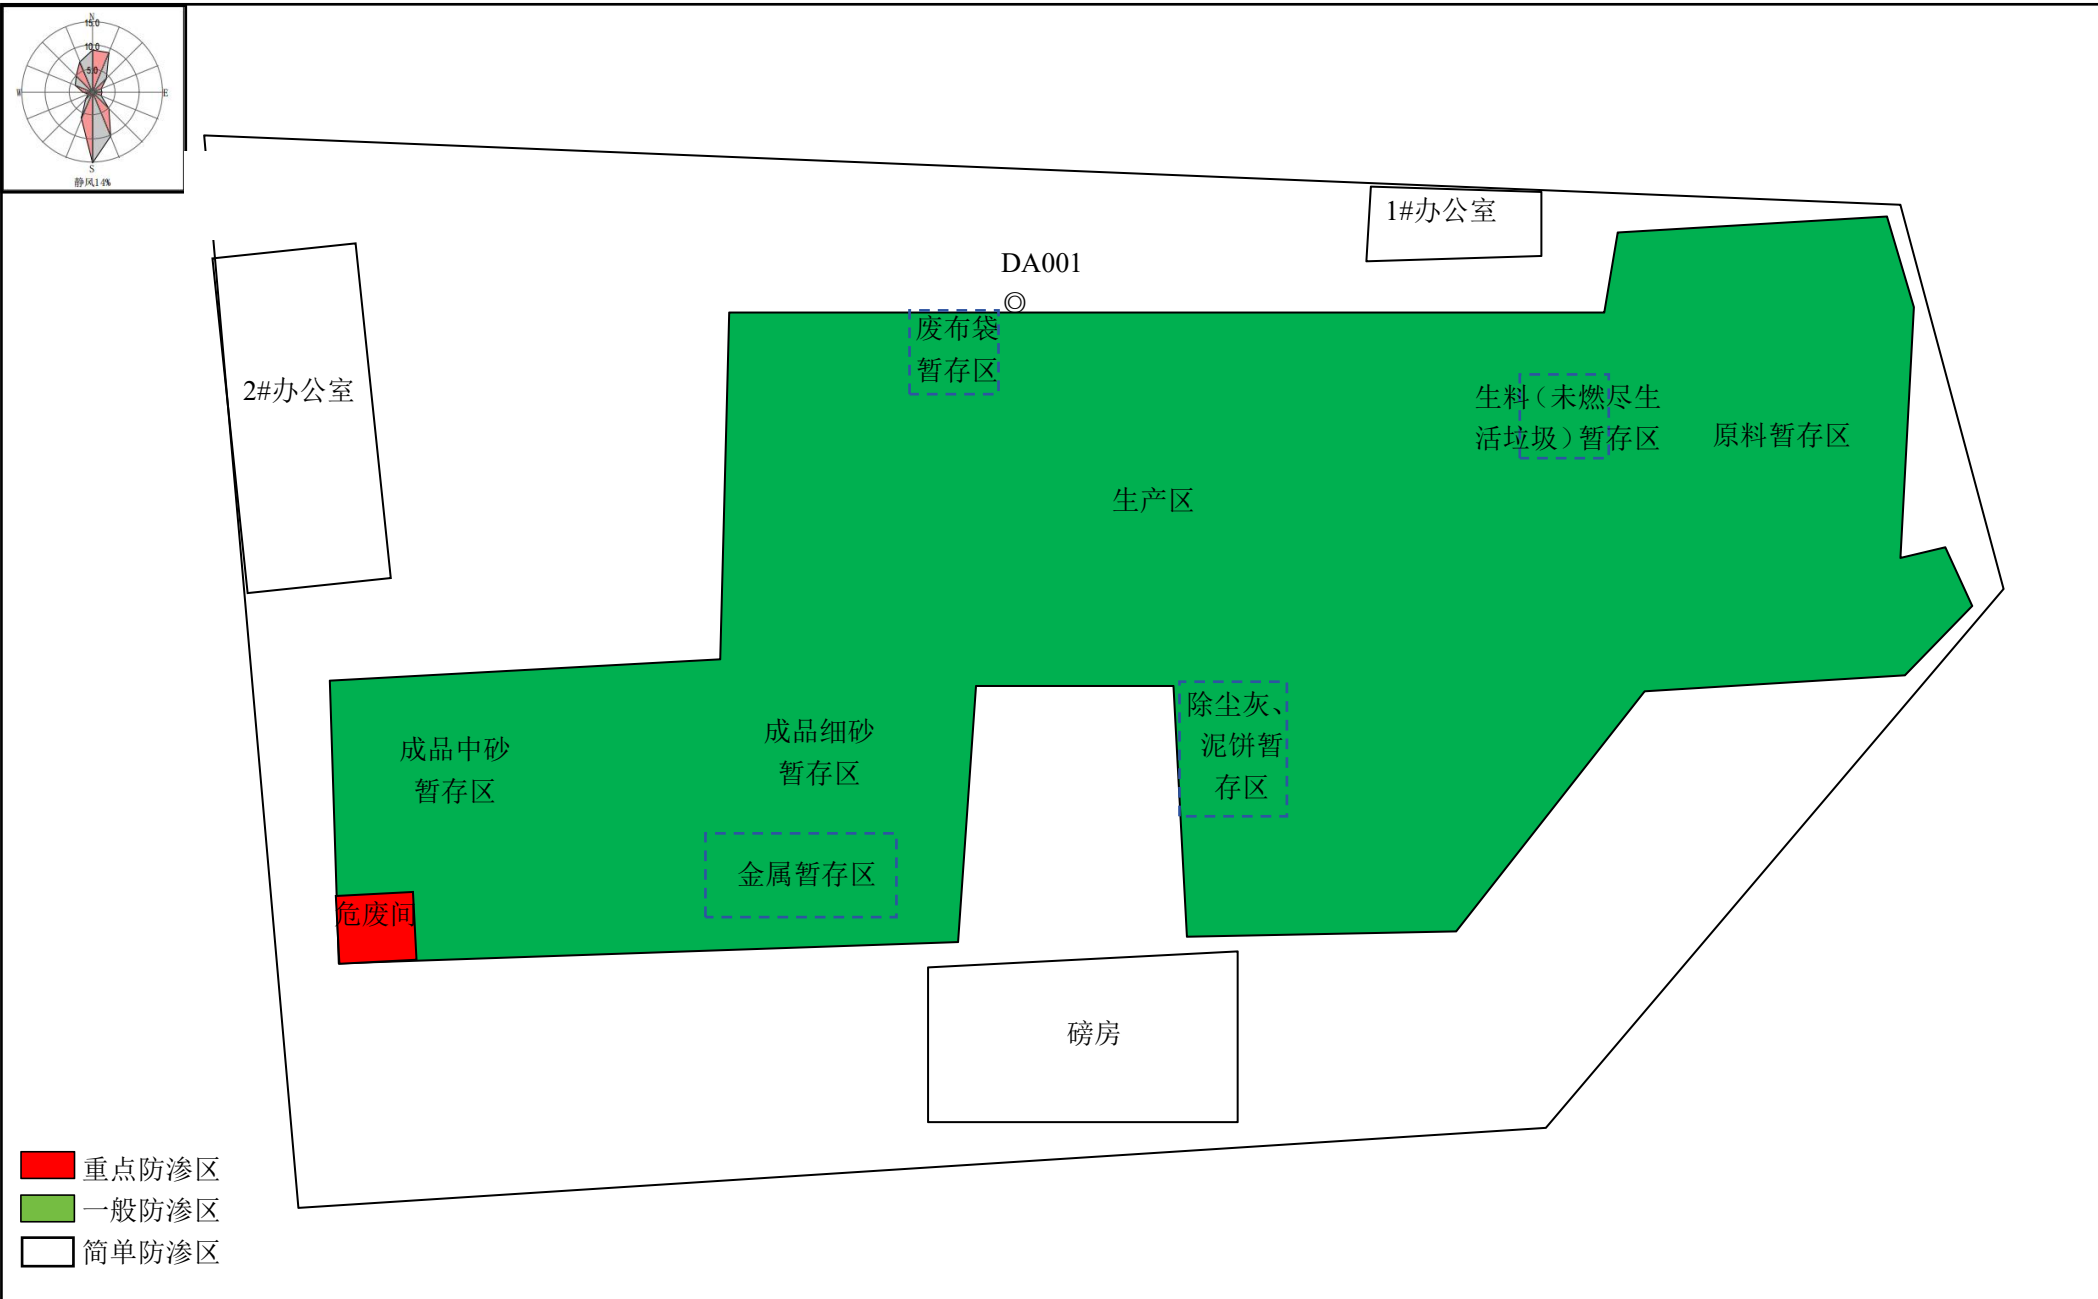 N
15.0
10.0
5.0
W
E
S
静风14%
1#办公室
DA001
◎
废布袋
暂存区
2#办公室
生料（未燃尽生
活垃圾）暂存区
原料暂存区
生产区
除尘灰、
泥饼暂
存区
成品细砂
暂存区
成品中砂
暂存区
金属暂存区
危废间
磅房
重点防渗区
一般防渗区
简单防渗区